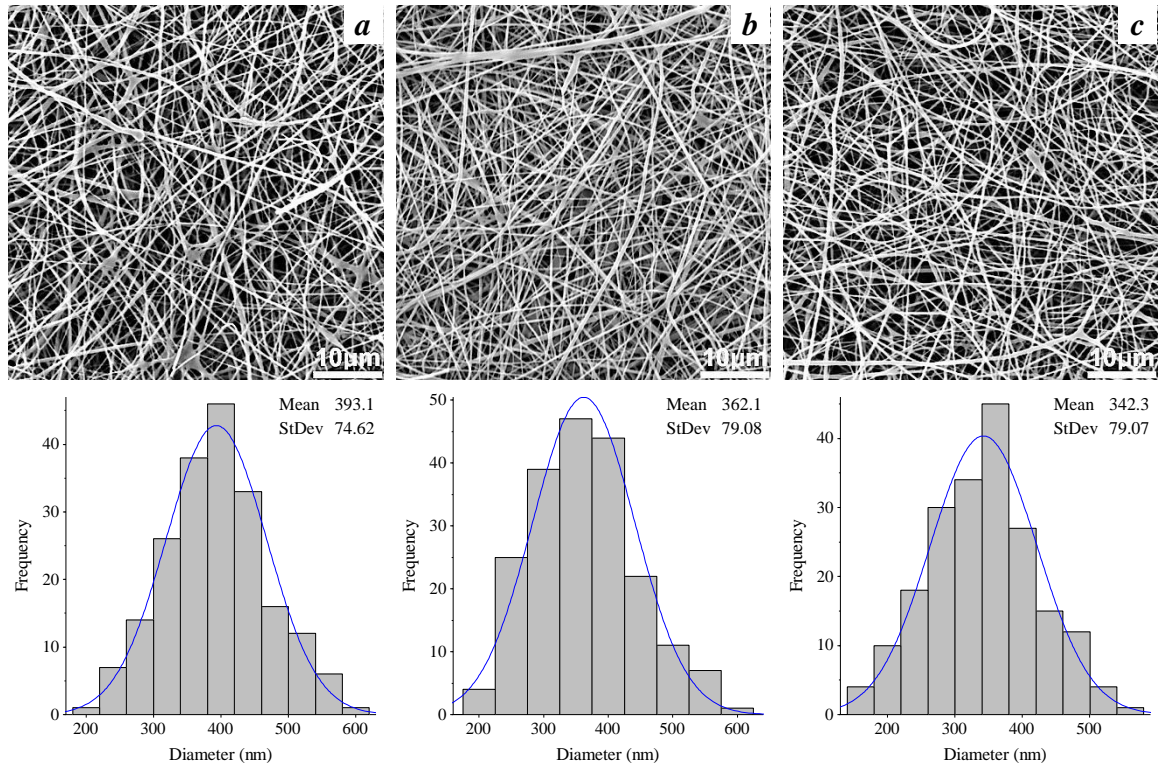 a
b
c
10μm
10μm
10μm
Mean 393.1
StDev 74.62
Frequency
40
30
20
10
0
200 300 400 500 600
Diameter (nm)
Mean 362.1
StDev 79.08
Frequency
50
40
30
20
10
0
200 300 400 500 600
Diameter (nm)
Mean 342.3
StDev 79.07
Frequency
40
30
20
10
0
200 300 400 500
Diameter (nm)